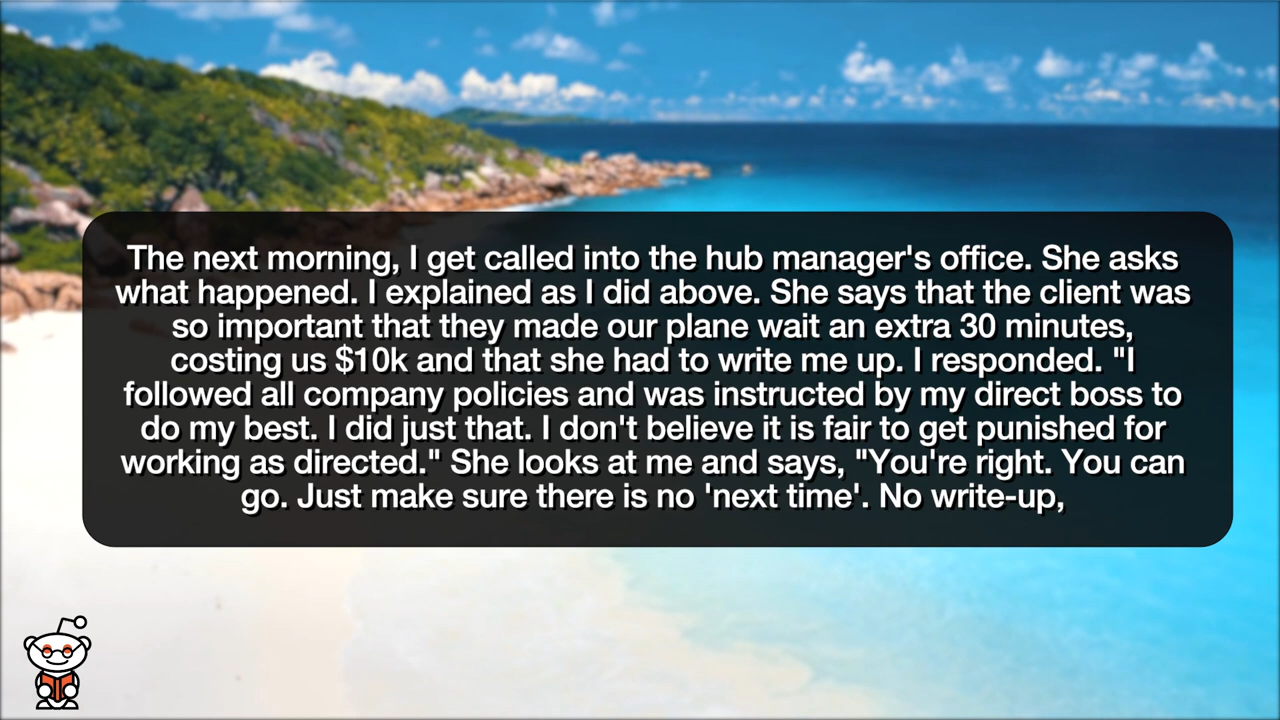 The next morning, I get called into the hub manager's office. She asks
what happened. I explained as I did above. She says that the client was
so important that they made our plane wait an extra 30 minutes,
costing us $10k and that she had to write me up. I responded. "I
followed all company policies and was instructed by my direct boss to
do my best. I did just that. I don't believe it is fair to get punished for
working as directed." She looks at me and says, "You're right. You can
go. Just make sure there is no 'next time'. No write-up,